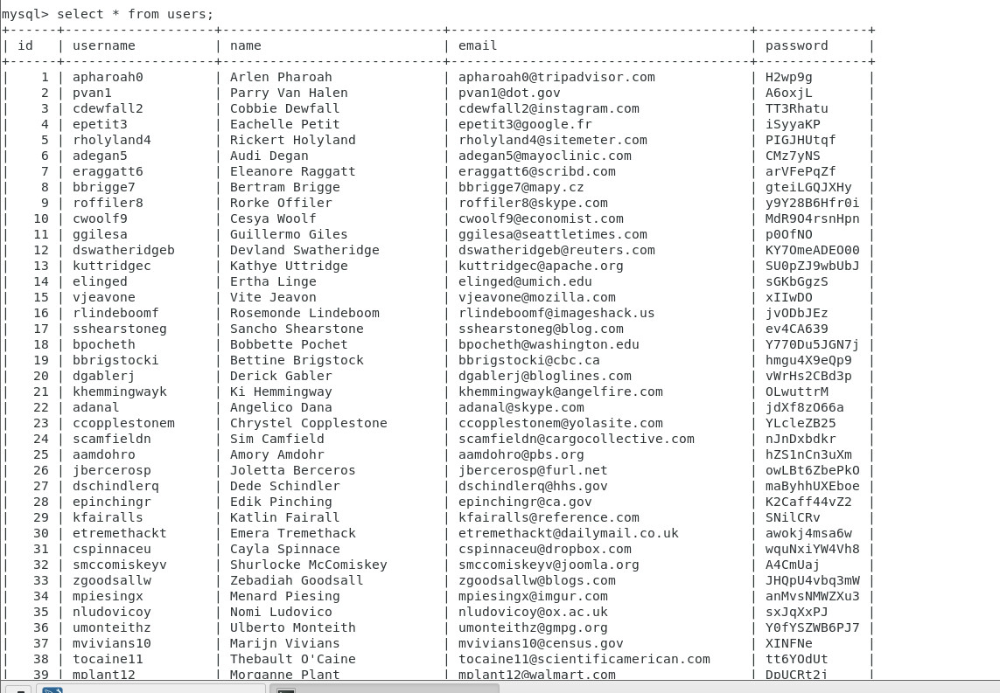 mysql> select * from users;
+------+-------------------+----------------------------+--------------------------------------+-------------+
| id | username | name | email | password |
+------+-------------------+----------------------------+--------------------------------------+-------------+
| 1 | apharoah0 | Arlen Pharoah | apharoah0@tripadvisor.com | H2wp9g |
| 2 | pvan1 | Parry Van Halen | pvan1@dot.gov | A6oxjL |
| 3 | cdewfall2 | Cobbie Dewfall | cdewfall2@instagram.com | TT3Rhatu |
| 4 | epetit3 | Eachelle Petit | epetit3@google.fr | iSyyaKP |
| 5 | rholyland4 | Rickert Holyland | rholyland4@sitemeter.com | PIGJHUtqf |
| 6 | adegan5 | Audi Degan | adegan5@mayoclinic.com | CMz7yNS |
| 7 | eraggatt6 | Eleanore Raggatt | eraggatt6@scribd.com | arVFePqZf |
| 8 | bbrigge7 | Bertram Brigge | bbrigge7@mapy.cz | gteiLGQJXHy |
| 9 | roffiler8 | Rorke Offiler | roffiler8@skype.com | y9Y28B6Hfr0i |
| 10 | cwoolf9 | Cesya Woolf | cwoolf9@economist.com | MdR9O4rsnHpn |
| 11 | ggilesa | Guillermo Giles | ggilesa@seattletimes.com | p0OfNO |
| 12 | dswatheridgeb | Devland Swatheridge | dswatheridgeb@reuters.com | KY7OmeADEO00 |
| 13 | kuttridgec | Kathye Uttridge | kuttridgec@apache.org | SU0pZJ9wbUbJ |
| 14 | elinged | Ertha Linge | elinged@umich.edu | sGKbGgzS |
| 15 | vjeavone | Vite Jeavon | vjeavone@mozilla.com | xIIwDO |
| 16 | rlindeboomf | Rosemonde Lindeboom | rlindeboomf@imageshack.us | jvODbJEz |
| 17 | sshearstoneg | Sancho Shearstone | sshearstoneg@blog.com | ev4CA639 |
| 18 | bpocheth | Bobbette Pochet | bpocheth@washington.edu | Y770Du5JGN7j |
| 19 | bbrigstocki | Bettine Brigstock | bbrigstocki@cbc.ca | hmgu4X9eQp9 |
| 20 | dgablerj | Derick Gabler | dgablerj@bloglines.com | vWrHs2CBd3p |
| 21 | khemmingwayk | Ki Hemmingway | khemmingwayk@angelfire.com | OLwuttrM |
| 22 | adanal | Angelico Dana | adanal@skype.com | jdXf8zO66a |
| 23 | ccopplestonem | Chrystel Copplestone | ccopplestonem@yolasite.com | YLcleZB25 |
| 24 | scamfieldn | Sim Camfield | scamfieldn@cargocollective.com | nJnDxbdkr |
| 25 | aamdohro | Amory Amdohr | aamdohro@pbs.org | hZS1nCn3uXm |
| 26 | jbercerosp | Joletta Berceros | jbercerosp@furl.net | owLBt6ZbePkO |
| 27 | dschindlerq | Dede Schindler | dschindlerq@hhs.gov | maByhhUXEboe |
| 28 | epinchingr | Edik Pinching | epinchingr@ca.gov | K2Caff44vZ2 |
| 29 | kfairalls | Katlin Fairall | kfairalls@reference.com | SNilCRv |
| 30 | etremethackt | Emera Tremethack | etremethackt@dailymail.co.uk | awokj4msa6w |
| 31 | cspinnaceu | Cayla Spinnace | cspinnaceu@dropbox.com | wquNxiYW4Vh8 |
| 32 | smccomiskeyv | Shurlocke McComiskey | smccomiskeyv@joomla.org | A4CmUaj |
| 33 | zgoodsallw | Zebadiah Goodsall | zgoodsallw@blogs.com | JHQpU4vbq3mW |
| 34 | mpiesingx | Menard Piesing | mpiesingx@imgur.com | anMvsNMWZXu3 |
| 35 | nludovicoy | Nomi Ludovico | nludovicoy@ox.ac.uk | sxJqXxPJ |
| 36 | umonteithz | Ulberto Monteith | umonteithz@gmpg.org | Y0fYSZWB6PJ7 |
| 37 | mvivians10 | Marijn Vivians | mvivians10@census.gov | XINFNe |
| 38 | tocaine11 | Thebault O'Caine | tocaine11@scientificamerican.com | tt6YOdUt |
| 39 | mplant12 | Morganne Plant | mplant12@walmart.com | DpUCRt2j |